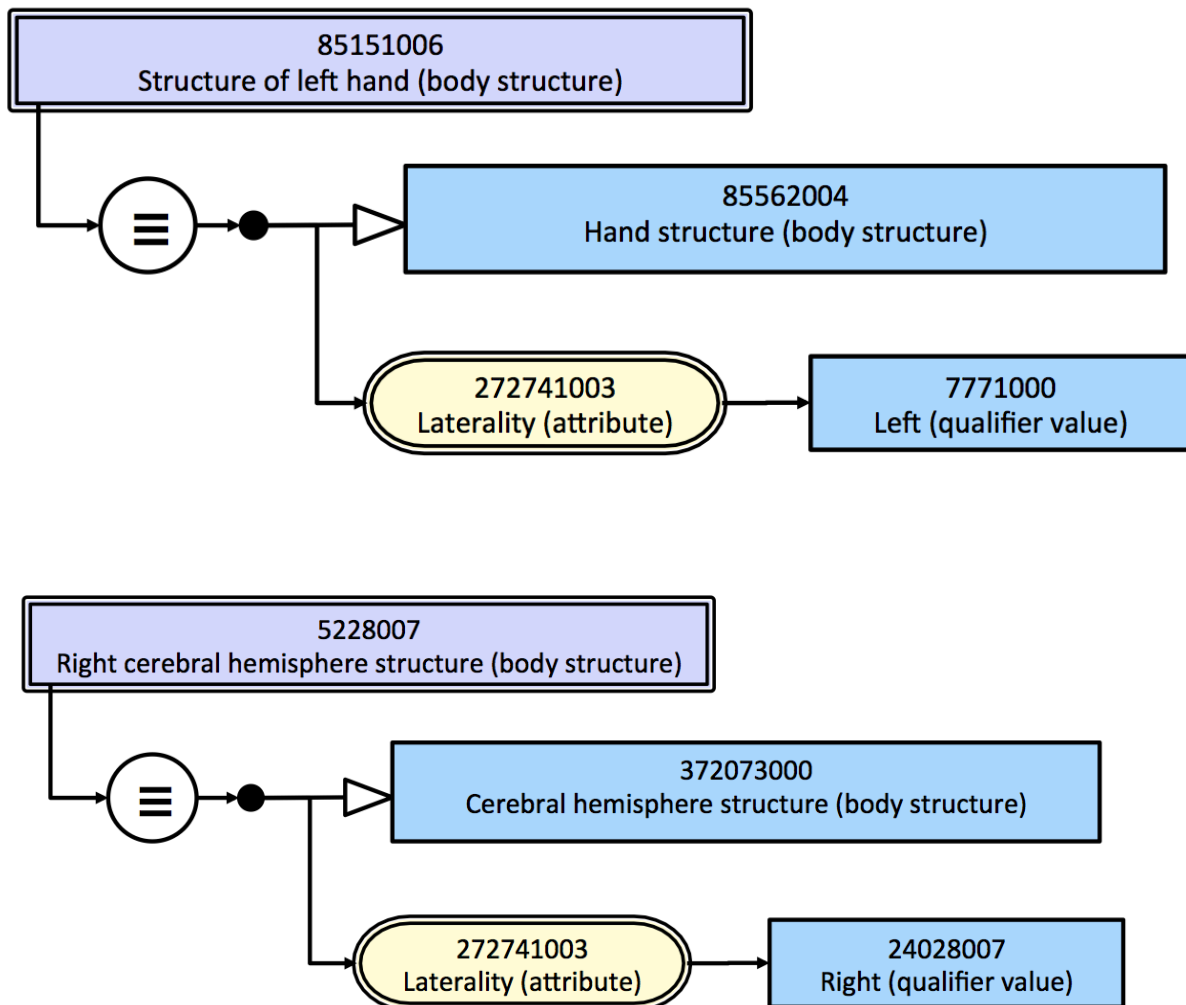 85151006
Structure of left hand (body structure)
≡
85562004
Hand structure (body structure)
272741003
Laterality (attribute)
7771000
Left (qualifier value)
5228007
Right cerebral hemisphere structure (body structure)
≡
372073000
Cerebral hemisphere structure (body structure)
272741003
Laterality (attribute)
24028007
Right (qualifier value)